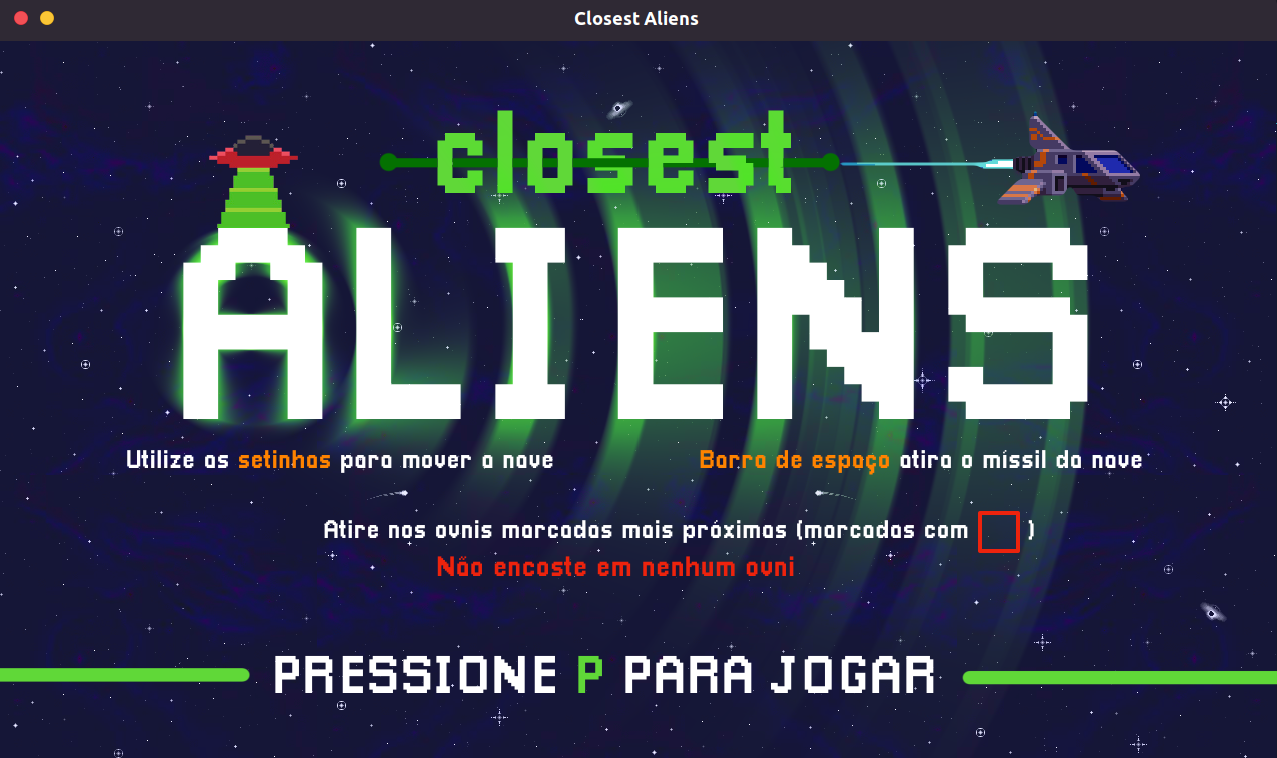 Closest Aliens
closest
ALIENS
Utilize as setinhas para mover a nave
Barra de espaço atira o míssil da nave
Atire nos ovnis marcadas mais próximas (marcadas com )
Não encoste em nenhum ovni
PRESSIONE P PARA JOGAR